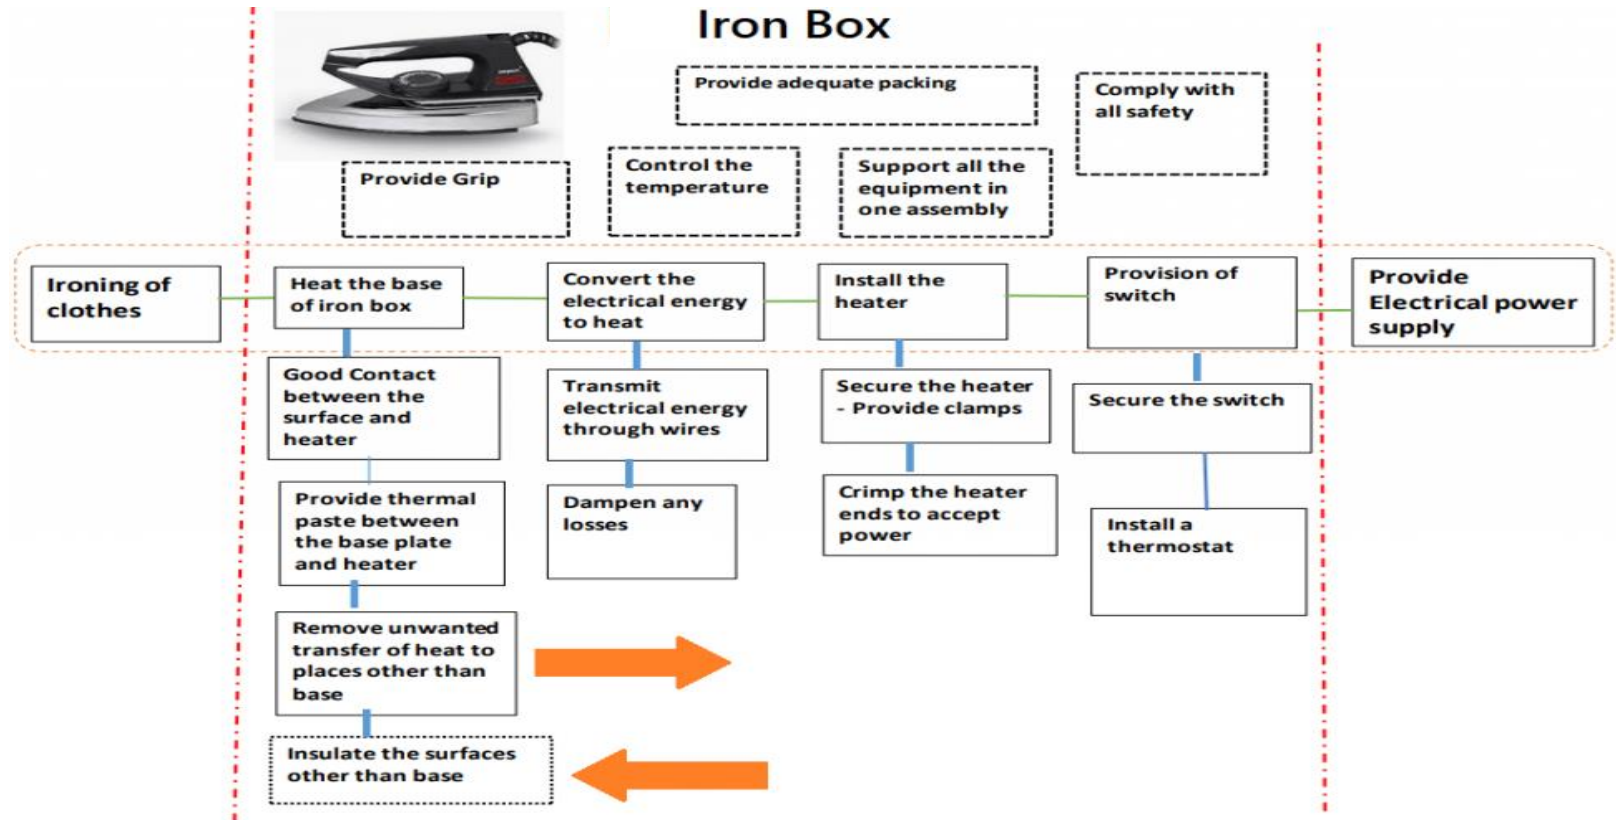 Iron Box
Provide adequate packing
Comply with
all safety
Provide Grip
Control the
temperature
Support all the
equipment in
one assembly
Ironing of
clothes
Heat the base
of iron box
Convert the
electrical energy
to heat
Install the
heater
Provision of
switch
Provide
Electrical power
supply
Good Contact
between the
surface and
heater
Transmit
electrical energy
through wires
Secure the heater
- Provide clamps
Secure the switch
Provide thermal
paste between
the base plate
and heater
Dampen any
losses
Crimp the heater
ends to accept
power
Install a
thermostat
Remove unwanted
transfer of heat to
places other than
base
Insulate the surfaces
other than base